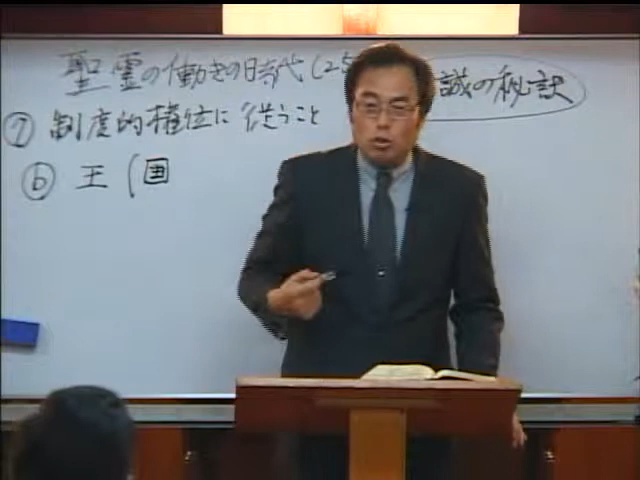 聖霊の働きの時代(25
誠の秘訣
⑦ 制度的権位に従うこと
ⓑ 王 (国